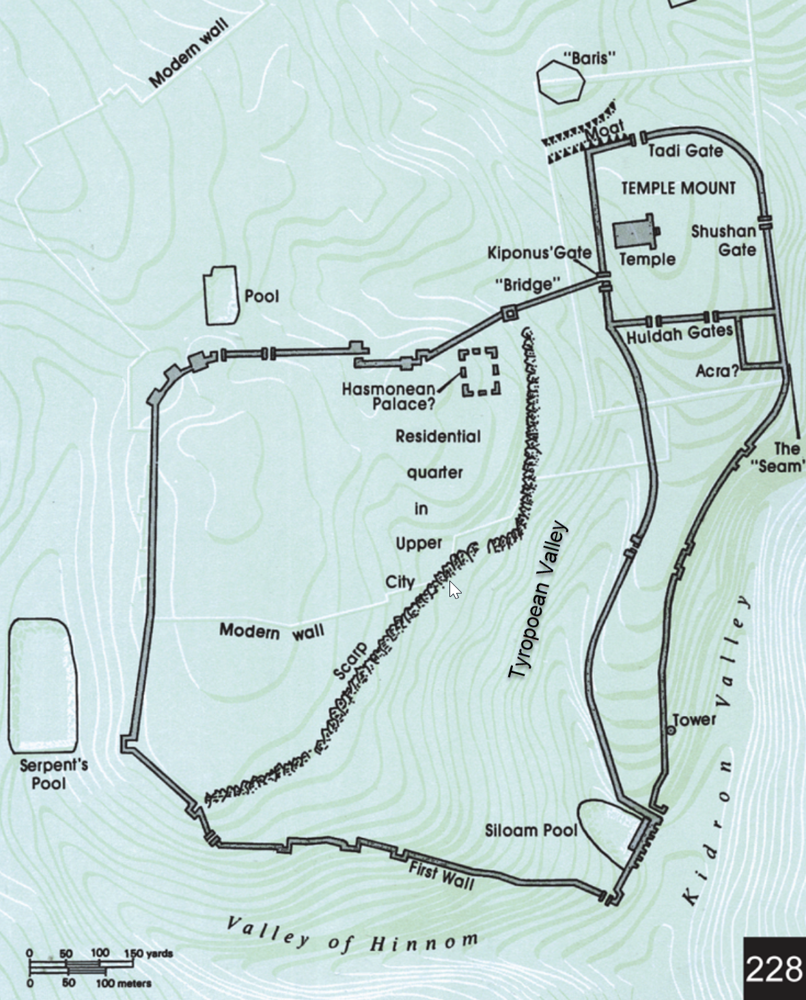 Modern wall
"Baris"
Moat
Tadi Gate
TEMPLE MOUNT
Shushan
Gate
Temple
Kiponus'Gate
"Bridge"
Pool
Huldah Gates
Acra?
Hasmonean
Palace?
Residential
quarter
in
Upper
City
The
"Seam"
Tyropoean Valley
Modern wall
Scarp
Kidron Valley
Tower
Serpent's
Pool
Siloam Pool
First Wall
Valley of Hinnom
0 50 100 150 yards
0 50 100 meters
228